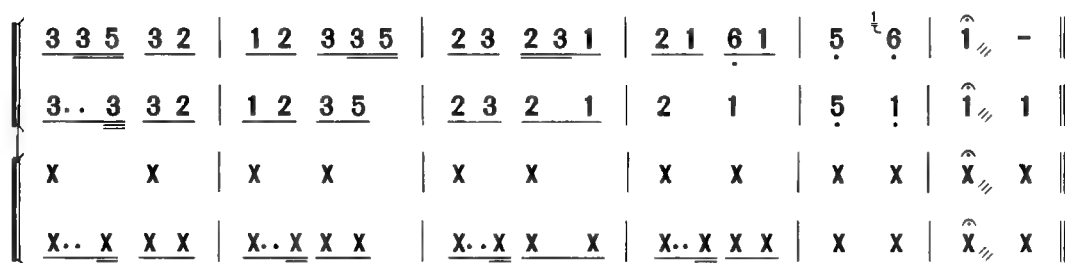 3 3 5 3 2 | 1 2 3 3 5 | 2 3 2 3 1 | 2 1 6̣ 1 | 5̣ 6̣ | 1 -
3·· 3 3 2 | 1 2 3 5 | 2 3 2 1 | 2 1 | 5̣ 1̣ | 1 1
X X | X X | X X | X X | X X | X X
X·· X X X | X·· X X X | X·· X X X | X·· X X X | X X | X X